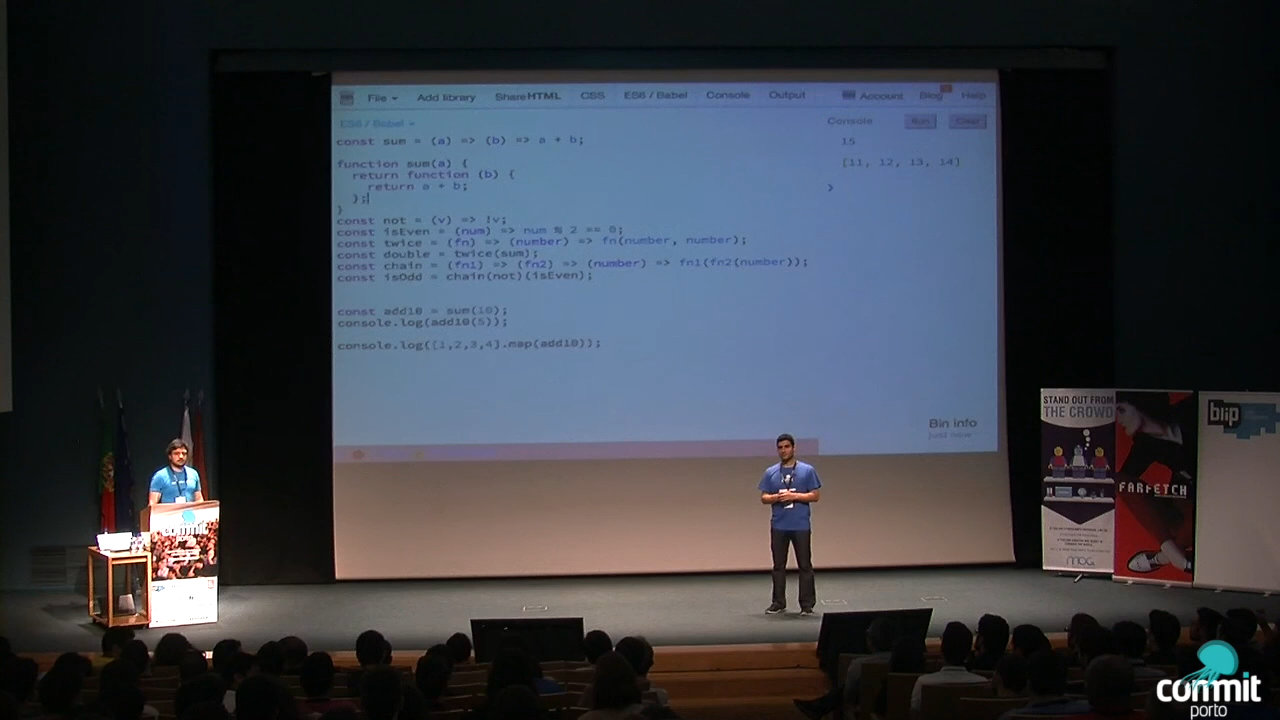 File Add library Share HTML CSS ES6 / Babel Console Output Account Blog Help
ES6 / Babel
const sum = (a) => (b) => a + b;
function sum(a) {
return function (b) {
return a + b;
};
}
const not = (v) => !v;
const isEven = (num) => num % 2 == 0;
const twice = (fn) => (number) => fn(number, number);
const double = twice(sum);
const chain = (fn1) => (fn2) => (number) => fn1(fn2(number));
const isOdd = chain(not)(isEven);
const add10 = sum(10);
console.log(add10(5));
console.log([1,2,3,4].map(add10));
Console Run Clear
15
[11, 12, 13, 14]
>
Bin info
just now
commit
STAND OUT FROM
THE CROWD
MOG
FARFETCH
blip
commit
porto